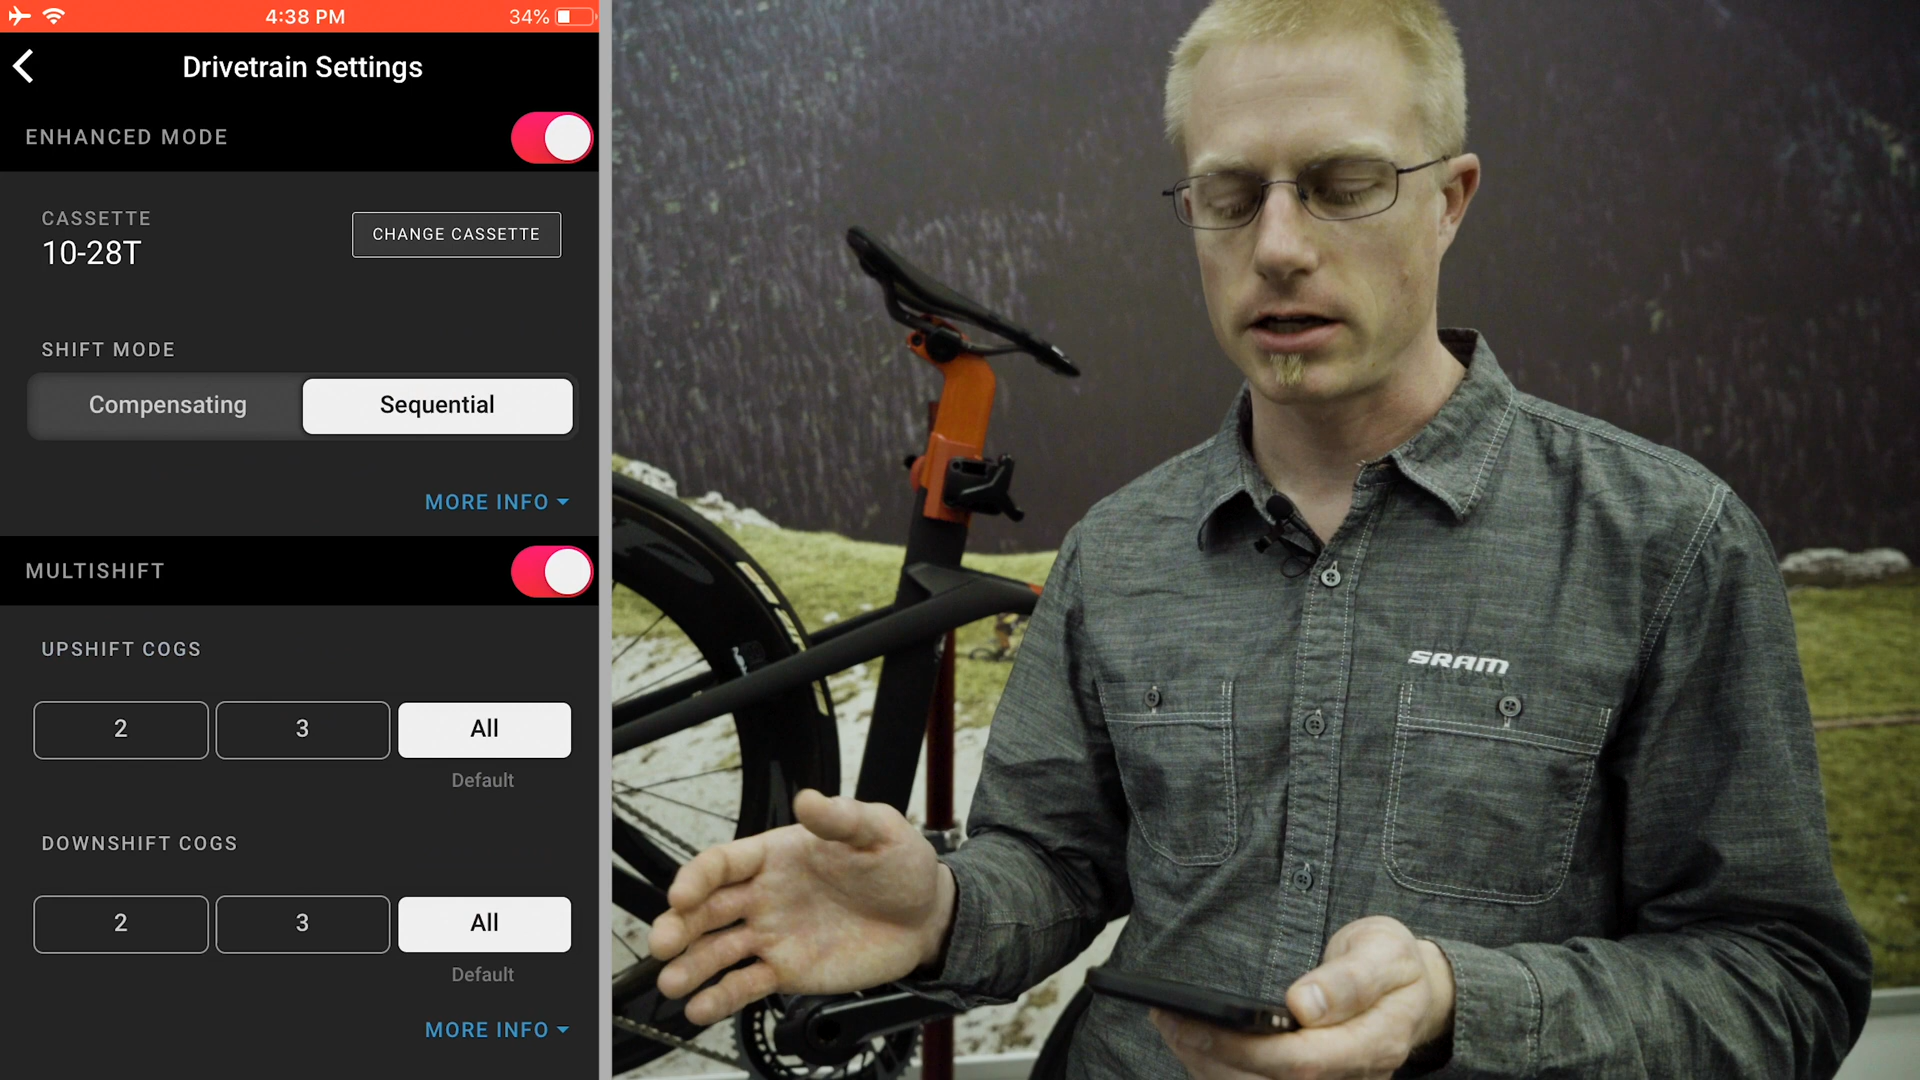 4:38 PM
34%
Drivetrain Settings
ENHANCED MODE
CASSETTE
10-28T
CHANGE CASSETTE
SHIFT MODE
Compensating
Sequential
MORE INFO
MULTISHIFT
UPSHIFT COGS
2
3
All
Default
DOWNSHIFT COGS
2
3
All
Default
MORE INFO
SRAM